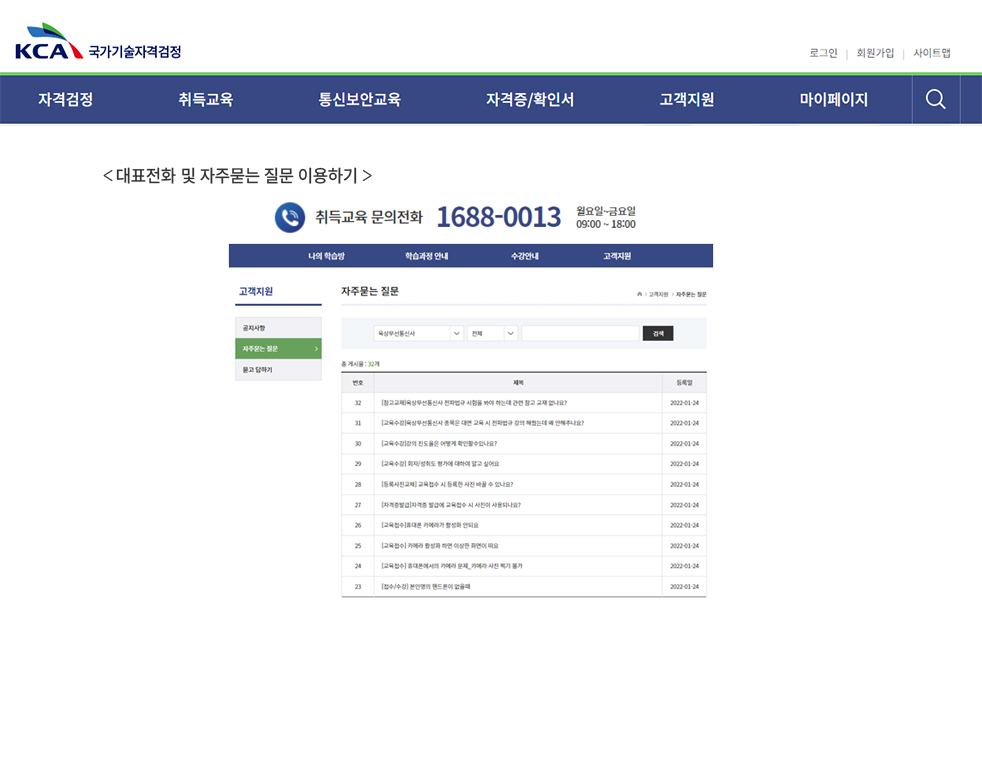 KCA 국가기술자격검정
로그인 | 회원가입 | 사이트맵
자격검정 취득교육 통신보안교육 자격증/확인서 고객지원 마이페이지
< 대표전화 및 자주묻는 질문 이용하기 >
취득교육 문의전화 1688-0013 월요일~금요일
09:00 ~ 18:00
나의 학습방 학습과정 안내 수강안내 고객지원
고객지원
공지사항
자주묻는 질문 >
묻고 답하기
자주묻는 질문
> 고객지원 > 자주묻는 질문
육상무선통신사 전체 검색
총 게시물 : 32개
번호 제목 등록일
32 [참고교재]육상무선통신사 전파법규 시험을 봐야 하는데 관련 참고 교재 없나요? 2022-01-24
31 [교육수강]육상무선통신사 종목은 대면 교육 시 전파법규 강의 해줬는데 왜 안해주나요? 2022-01-24
30 [교육수강]강의 진도율은 어떻게 확인할수있나요? 2022-01-24
29 [교육수강] 회차/성취도 평가에 대하여 알고 싶어요 2022-01-24
28 [등록사진교체] 교육접수 시 등록한 사진 바꿀 수 있나요? 2022-01-24
27 [자격증발급]자격증 발급에 교육접수 시 사진이 사용되나요? 2022-01-24
26 [교육접수]휴대폰 카메라가 활성화 안되요 2022-01-24
25 [교육접수] 카메라 활성화 하면 이상한 화면이 떠요 2022-01-24
24 [교육접수] 휴대폰에서의 카메라 문제_카메라 사진 찍기 불가 2022-01-24
23 [접수/수강] 본인명의 핸드폰이 없을때 2022-01-24